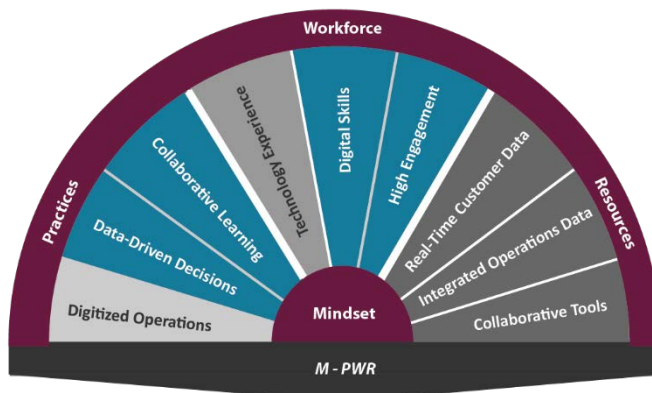 Workforce
Practices
Resources
Digitized Operations
Data-Driven Decisions
Collaborative Learning
Technology Experience
Digital Skills
High Engagement
Real-Time Customer Data
Integrated Operations Data
Collaborative Tools
Mindset
M - PWR